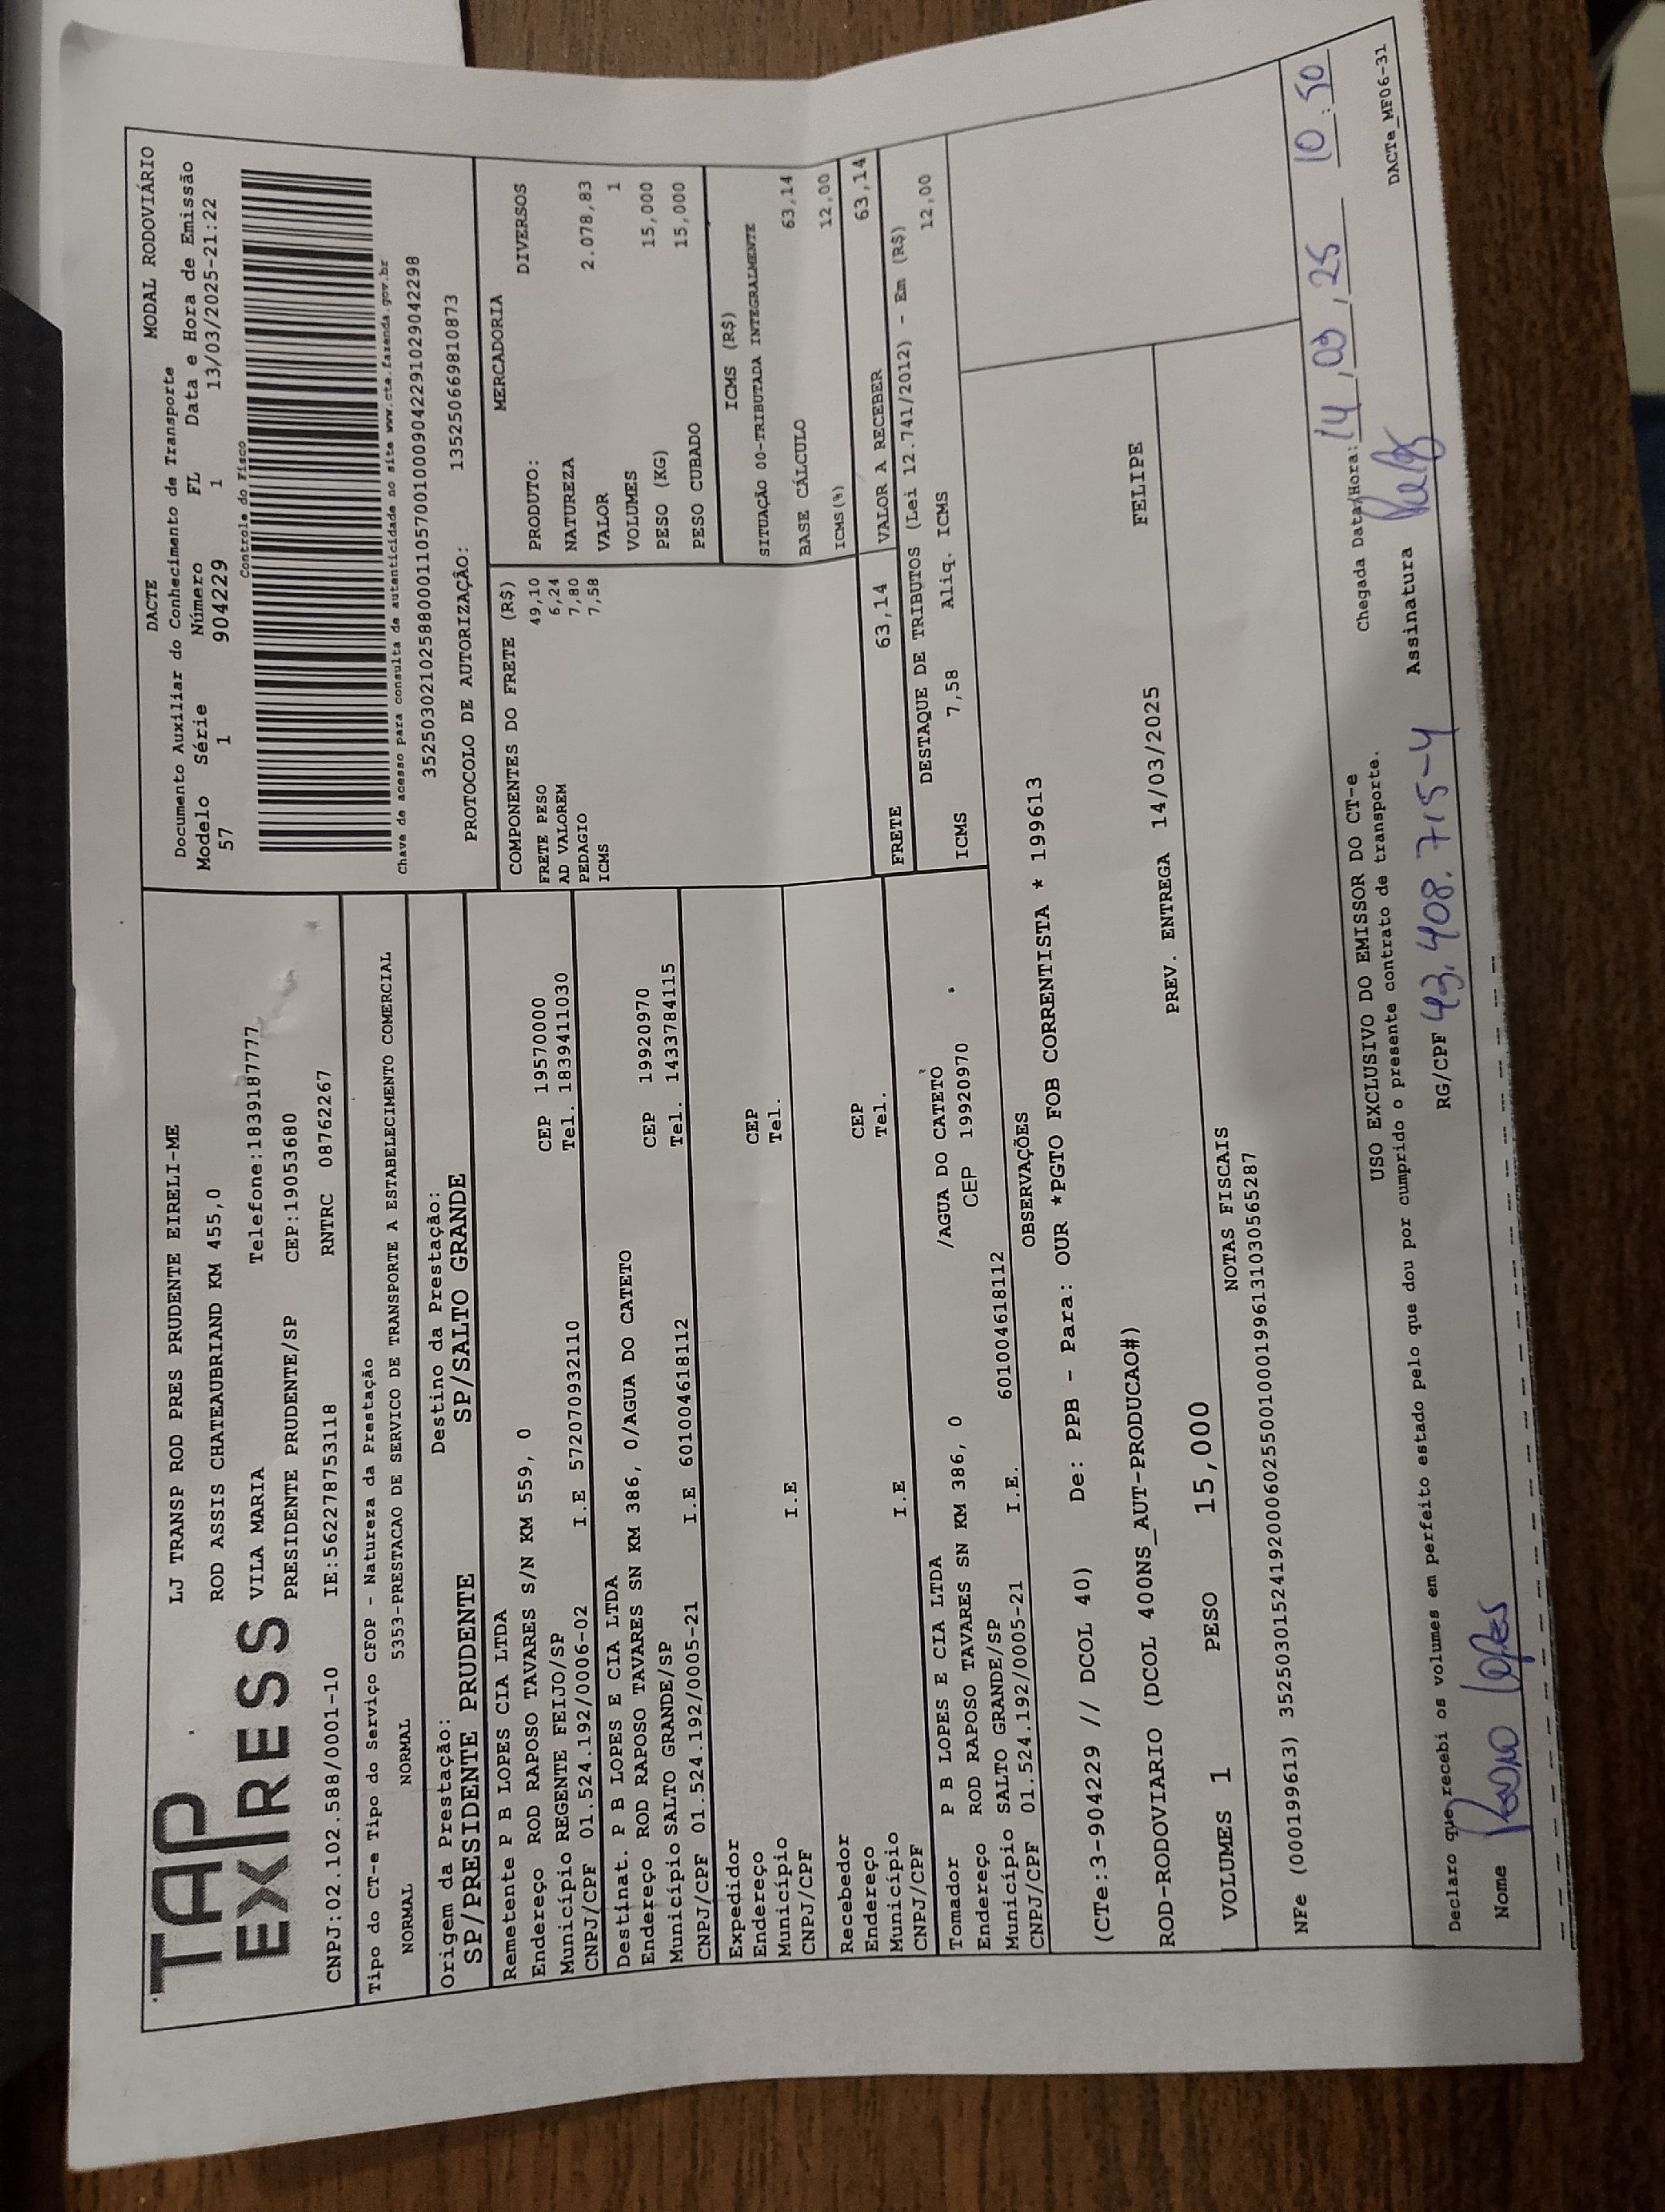 TAP
EXPRESS
LJ TRANSP ROD PRES PRUDENTE EIRELI-ME
ROD ASSIS CHATEAUBRIAND KM 455,0
VILA MARIA Telefone:1839187777
PRESIDENTE PRUDENTE/SP CEP:19053680
CNPJ:02.102.588/0001-10 IE:562278753118 RNTRC 08762267
DACTE MODAL RODOVIÁRIO
Documento Auxiliar do Conhecimento de Transporte
Modelo Série Número FL Data e Hora de Emissão
57 1 904229 1 13/03/2025-21:22
Controle do Fisco
Chave de acesso para consulta de autenticidade no site www.cte.fazenda.gov.br
35250302102588000110570010009042291029042298
PROTOCOLO DE AUTORIZAÇÃO: 135250669810873
Tipo do CT-e Tipo do Serviço CFOP - Natureza da Prestação
NORMAL NORMAL 5353-PRESTACAO DE SERVICO DE TRANSPORTE A ESTABELECIMENTO COMERCIAL
Origem da Prestação: Destino da Prestação:
SP/PRESIDENTE PRUDENTE SP/SALTO GRANDE
Remetente P B LOPES CIA LTDA
Endereço ROD RAPOSO TAVARES S/N KM 559, 0
Município REGENTE FEIJO/SP CEP 19570000
CNPJ/CPF 01.524.192/0006-02 I.E 572070932110 Tel. 1839411030
Destinat. P B LOPES E CIA LTDA
Endereço ROD RAPOSO TAVARES SN KM 386, 0/AGUA DO CATETO
Município SALTO GRANDE/SP CEP 19920970
CNPJ/CPF 01.524.192/0005-21 I.E 601004618112 Tel. 1433784115
Expedidor
Endereço
Município CEP
CNPJ/CPF I.E Tel.
Recebedor
Endereço
Município CEP
CNPJ/CPF I.E Tel.
Tomador P B LOPES E CIA LTDA
Endereço ROD RAPOSO TAVARES SN KM 386, 0 /AGUA DO CATETO
Município SALTO GRANDE/SP CEP 19920970
CNPJ/CPF 01.524.192/0005-21 I.E. 601004618112
COMPONENTES DO FRETE (R$)
FRETE PESO 49,10
AD VALOREM 6,24
PEDAGIO 7,80
ICMS 7,58
MERCADORIA
PRODUTO: DIVERSOS
NATUREZA
VALOR 2.078,83
VOLUMES 1
PESO (KG) 15,000
PESO CUBADO 15,000
ICMS (R$)
SITUAÇÃO 00-TRIBUTADA INTEGRALMENTE
BASE CÁLCULO 63,14
ICMS(%) 12,00
FRETE 63,14 VALOR A RECEBER 63,14
DESTAQUE DE TRIBUTOS (Lei 12.741/2012) - Em (R$)
ICMS 7,58 Aliq. ICMS 12,00
OBSERVAÇÕES
(CTe:3-904229 // DCOL 40) De: PPB - Para: OUR *PGTO FOB CORRENTISTA * 199613
ROD-RODOVIARIO (DCOL 400NS_AUT-PRODUCAO#) FELIPE
VOLUMES 1 PESO 15,000 PREV. ENTREGA 14/03/2025
NOTAS FISCAIS
NFe (000199613) 35250301524192000602550010001996131030565287
USO EXCLUSIVO DO EMISSOR DO CT-e
Declaro que recebi os volumes em perfeito estado pelo que dou por cumprido o presente contrato de transporte.
Chegada Data/Hora: 14,03,25 10:50
Nome Lopes RG/CPF 43.408.715-4 Assinatura
DACTe_MF06-31